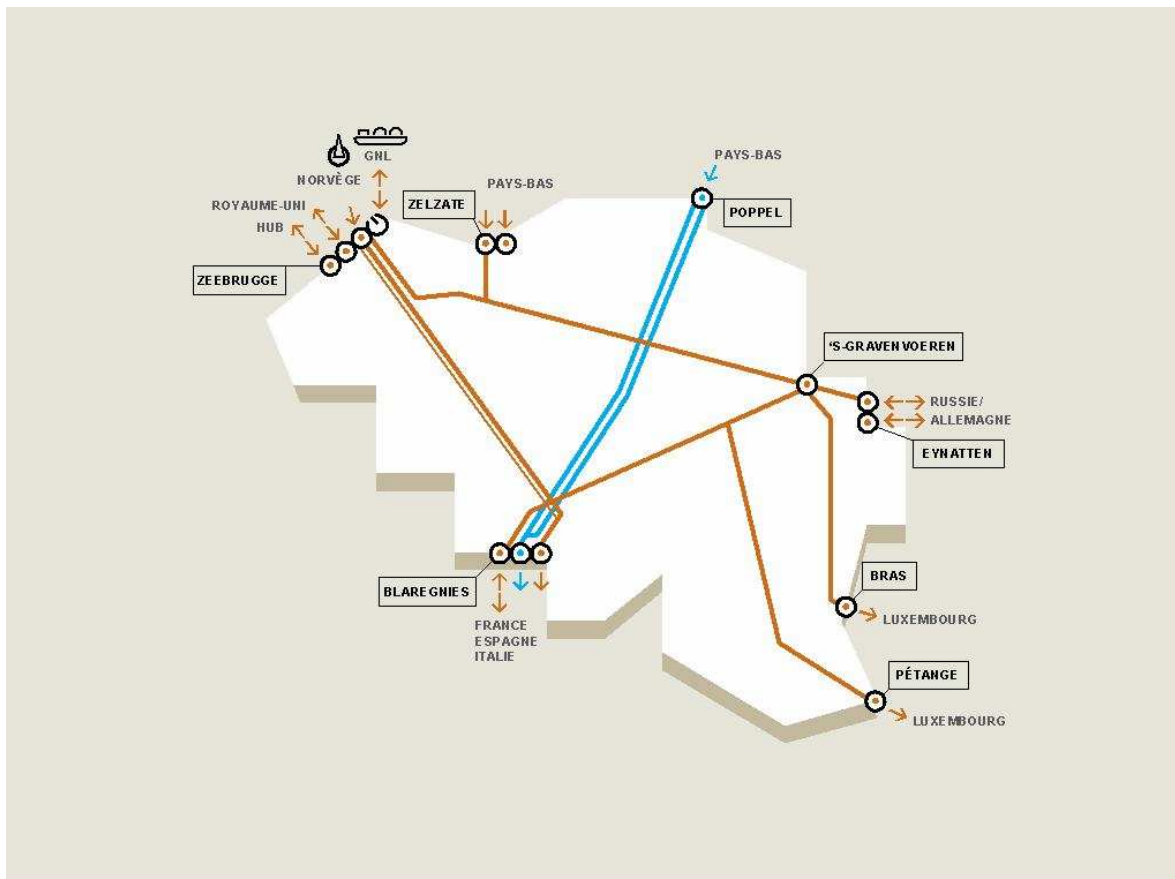 GNL
NORVÈGE
ROYAUME-UNI
HUB
ZEEBRUGGE
ZELZATE
PAYS-BAS
PAYS-BAS
POPPEL
'S-GRAVENVOEREN
RUSSIE/
ALLEMAGNE
EYNATTEN
BLAREGNIES
FRANCE
ESPAGNE
ITALIE
BRAS
LUXEMBOURG
PÉTANGE
LUXEMBOURG